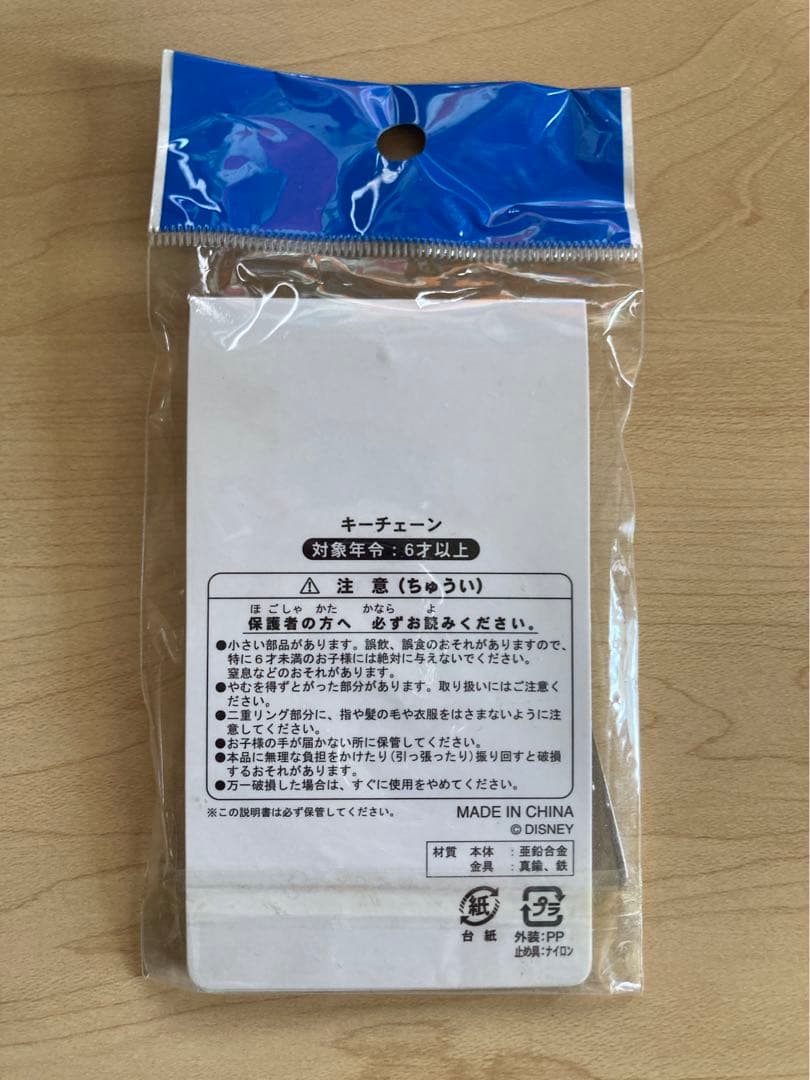 キーチェーン
対象年令：6才以上
⚠ 注意（ちゅうい）
ほごしゃ かた かなら よ
保護者の方へ 必ずお読みください。
●小さい部品があります。誤飲、誤食のおそれがありますので、
特に６才未満のお子様には絶対に与えないでください。
窒息などのおそれがあります。
●やむを得ずとがった部分があります。取り扱いにはご注意く
ださい。
●二重リング部分に、指や髪の毛や衣服をはさまないように注
意してください。
●お子様の手が届かない所に保管してください。
●本品に無理な負担をかけたり（引っ張ったり）振り回すと破損
するおそれがあります。
●万一破損した場合は、すぐに使用をやめてください。
※この説明書は必ず保管してください。
MADE IN CHINA
© DISNEY
材質 本体 ：亜鉛合金
金具 ：真鍮、鉄
紙
台紙
プラ
外装：PP
止め具：ナイロン